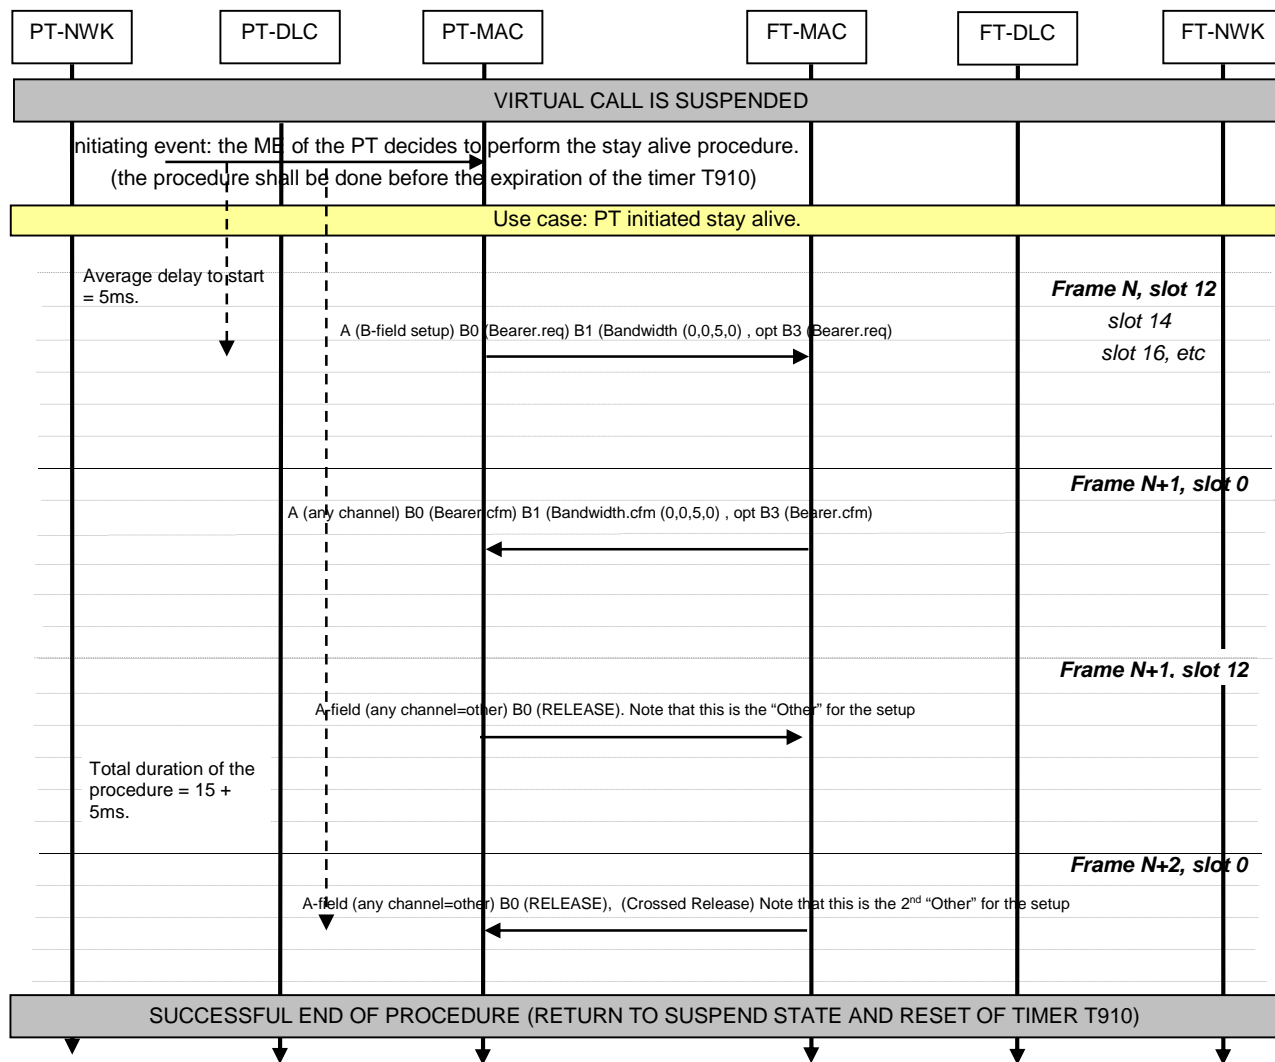 PT-NWK PT-DLC PT-MAC FT-MAC FT-DLC FT-NWK
VIRTUAL CALL IS SUSPENDED
nitiating event: the ME of the PT decides to perform the stay alive procedure.
(the procedure shall be done before the expiration of the timer T910)
Use case: PT initiated stay alive.
Average delay to start
= 5ms.
Frame N, slot 12
slot 14
slot 16, etc
A (B-field setup) B0 (Bearer.req) B1 (Bandwidth (0,0,5,0) , opt B3 (Bearer.req)
Frame N+1, slot 0
A (any channel) B0 (Bearer.cfm) B1 (Bandwidth.cfm (0,0,5,0) , opt B3 (Bearer.cfm)
Frame N+1, slot 12
A-field (any channel=other) B0 (RELEASE). Note that this is the “Other” for the setup
Total duration of the
procedure = 15 +
5ms.
Frame N+2, slot 0
A-field (any channel=other) B0 (RELEASE), (Crossed Release) Note that this is the 2nd “Other” for the setup
SUCCESSFUL END OF PROCEDURE (RETURN TO SUSPEND STATE AND RESET OF TIMER T910)